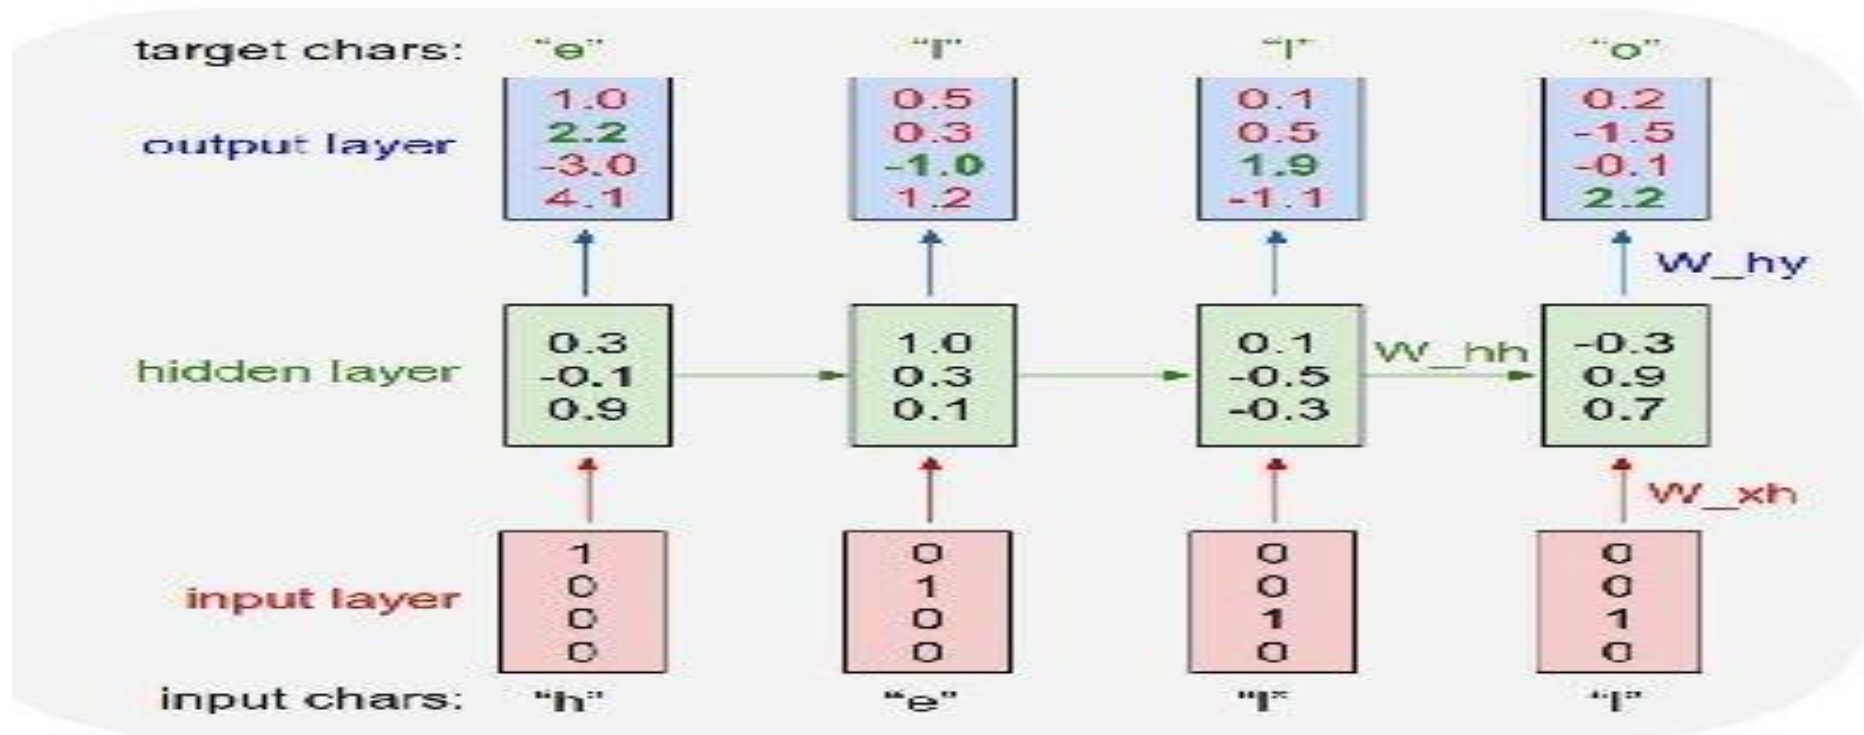 target chars: "e" "l" "l" "o"
output layer
1.0 0.5 0.1 0.2
2.2 0.3 0.5 -1.5
-3.0 -1.0 1.9 -0.1
4.1 1.2 -1.1 2.2
W_hy
hidden layer
0.3 1.0 0.1 -0.3
-0.1 0.3 -0.5 0.9
0.9 0.1 -0.3 0.7
W_hh
W_xh
input layer
1 0 0 0
0 1 0 0
0 0 1 1
0 0 0 0
input chars: "h" "e" "l" "l"